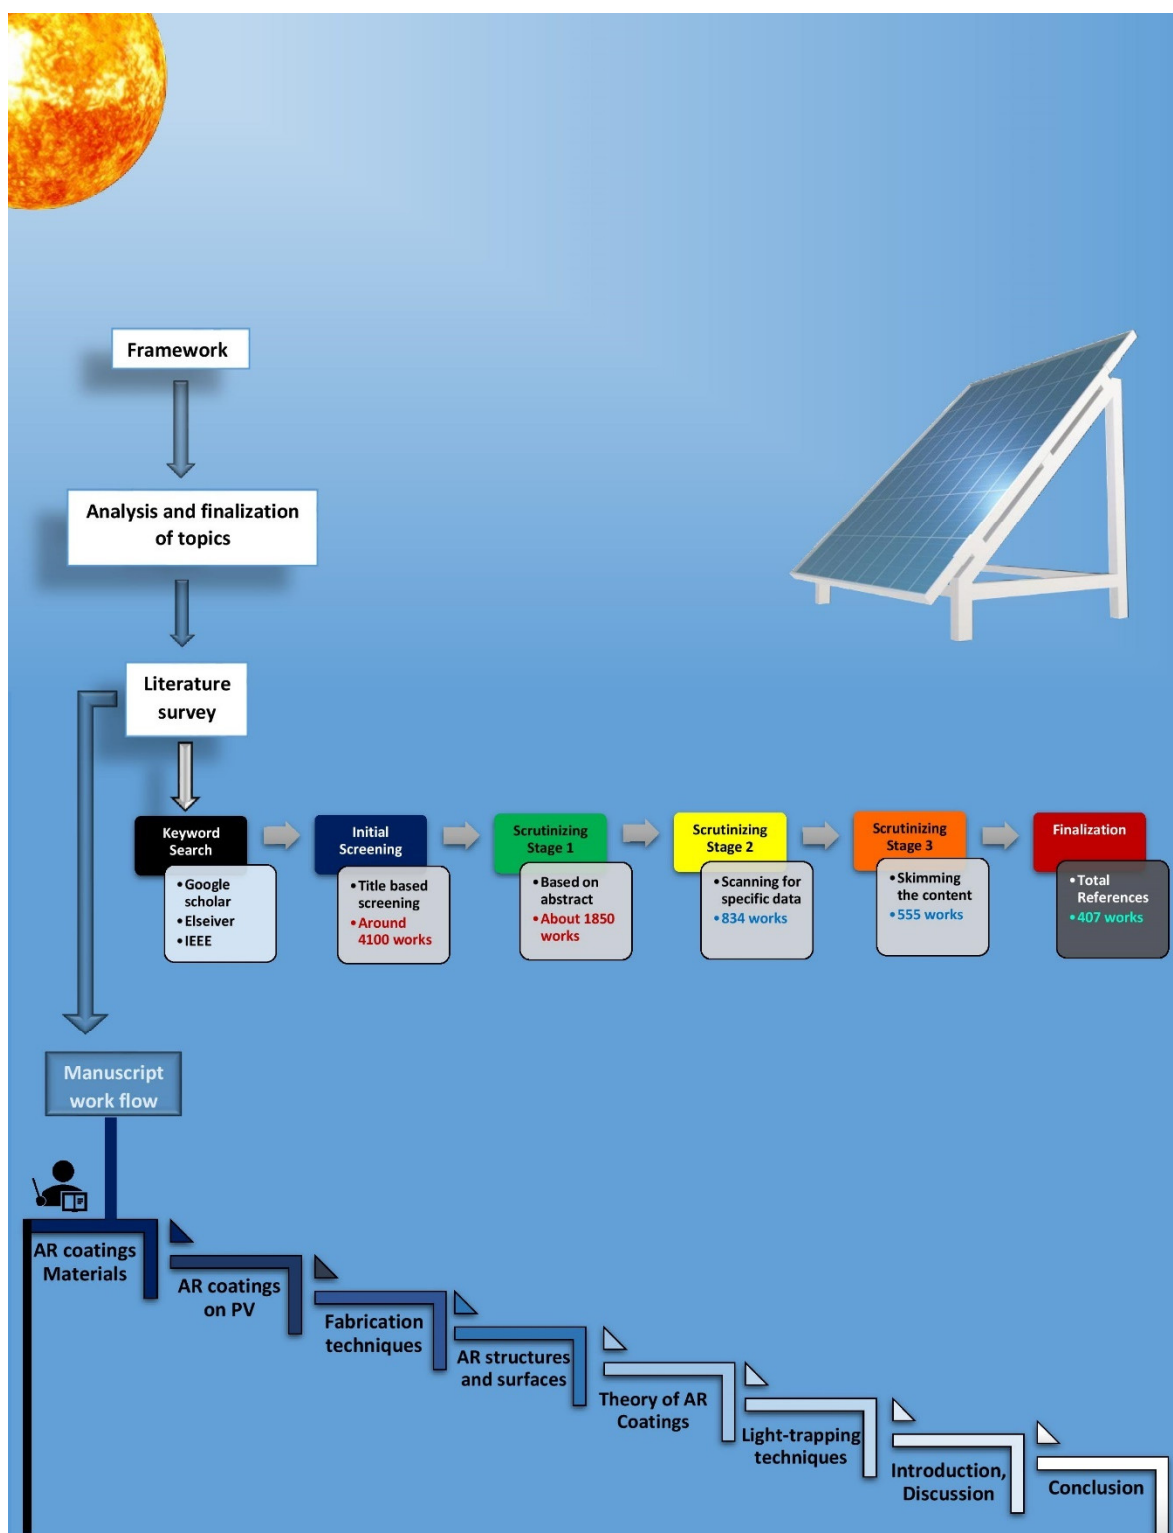 Framework
Analysis and finalization
of topics
Literature
survey
Keyword
Search
•Google
scholar
•Elseiver
•IEEE
Initial
Screening
•Title based
screening
•Around
4100 works
Scrutinizing
Stage 1
•Based on
abstract
•About 1850
works
Scrutinizing
Stage 2
•Scanning for
specific data
•834 works
Scrutinizing
Stage 3
•Skimming
the content
•555 works
Finalization
•Total
References
•407 works
Manuscript
work flow
AR coatings
Materials
AR coatings
on PV
Fabrication
techniques
AR structures
and surfaces
Theory of AR
Coatings
Light-trapping
techniques
Introduction,
Discussion
Conclusion